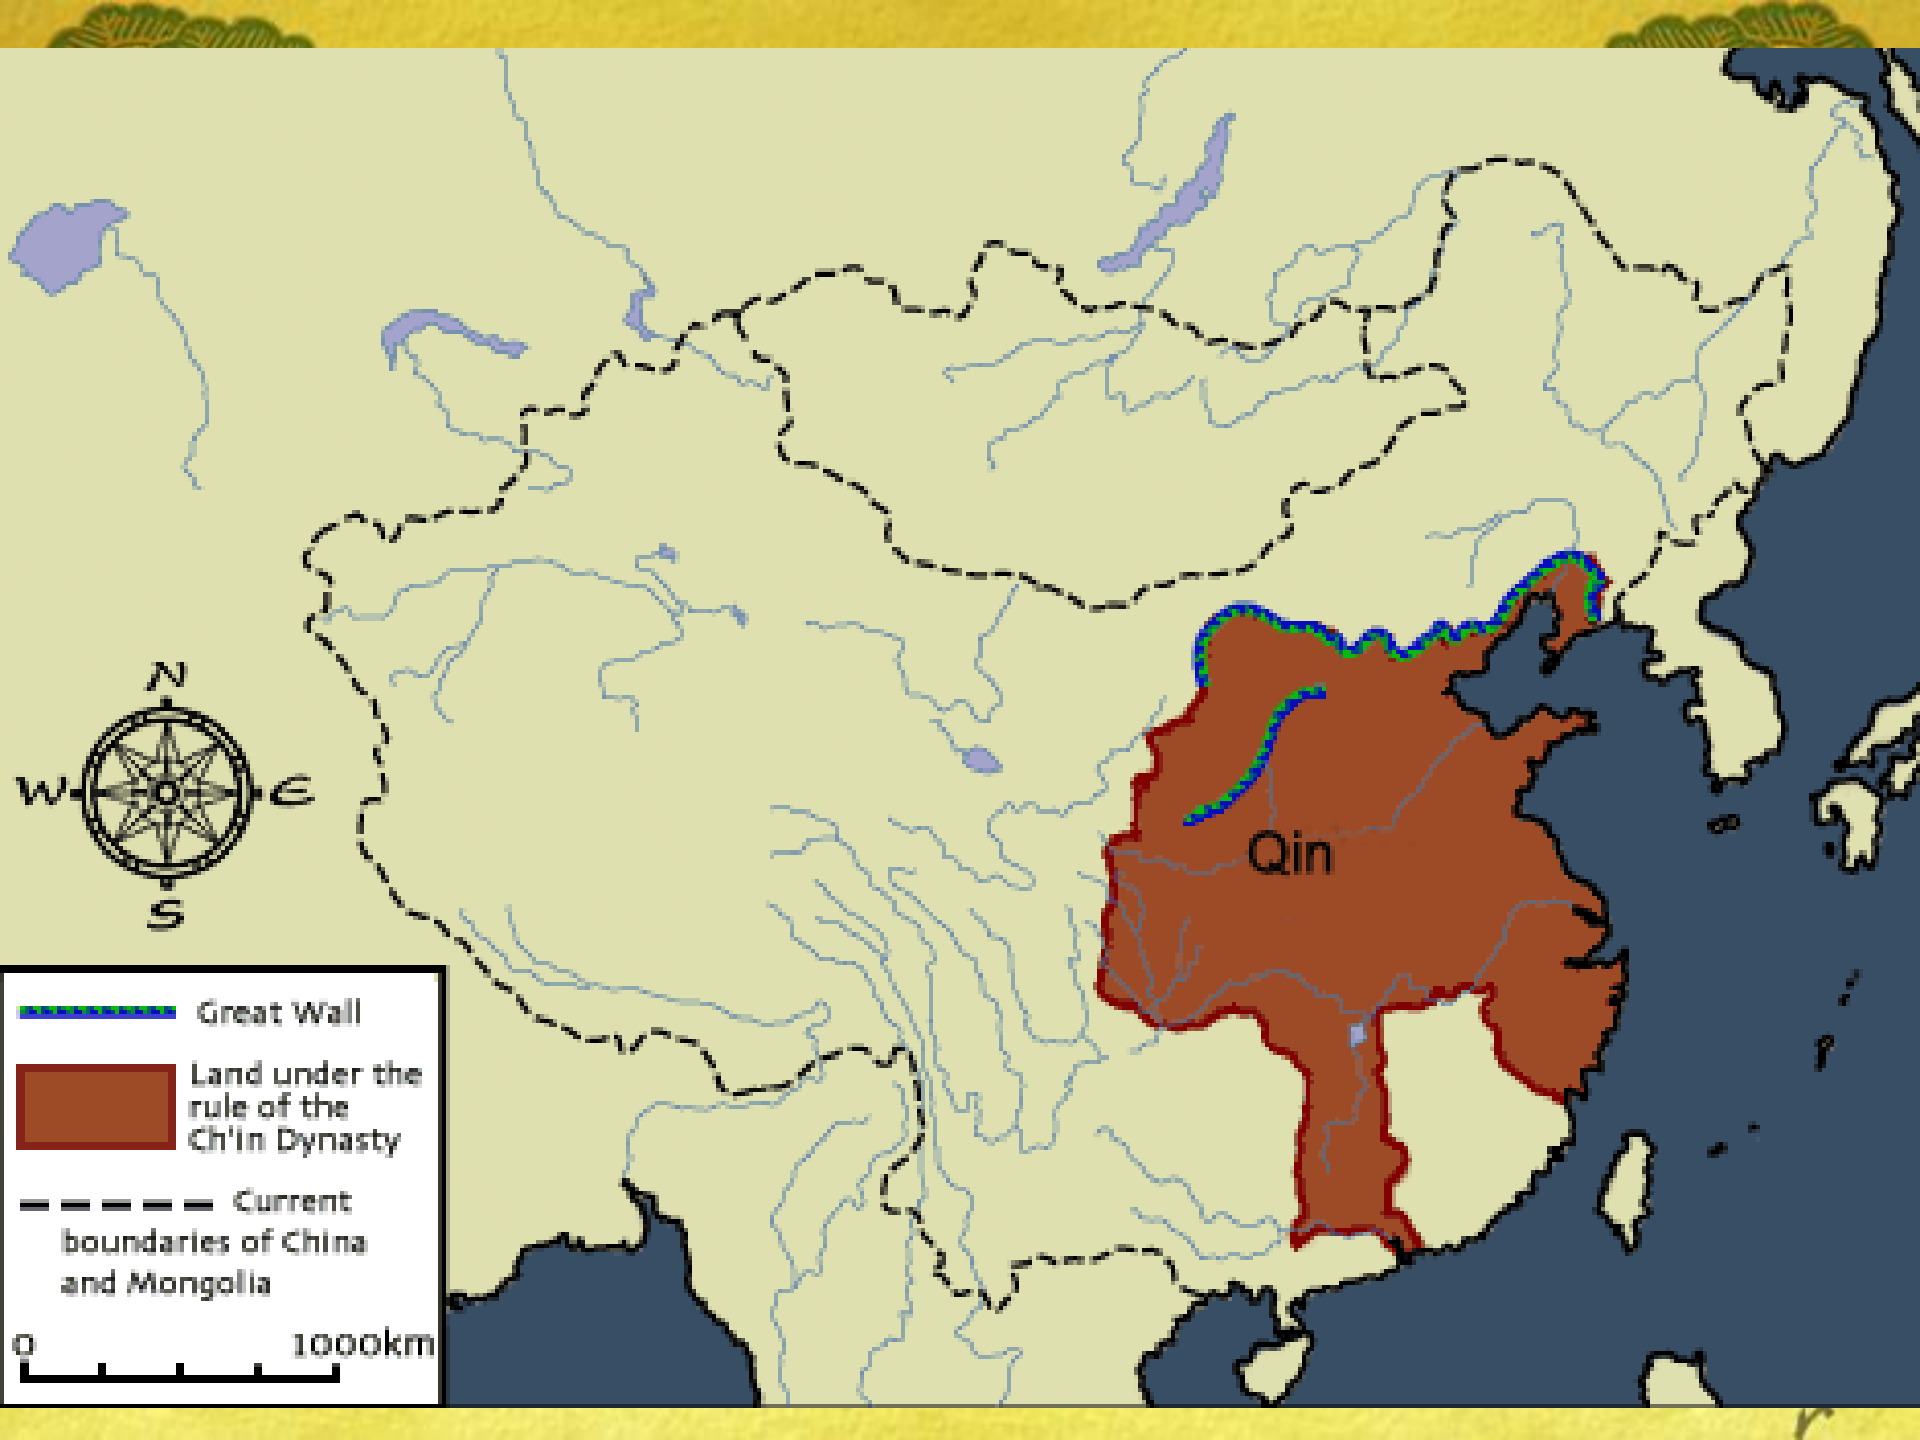 N
W
E
S
Qin
Great Wall
Land under the
rule of the
Ch'in Dynasty
Current
boundaries of China
and Mongolia
0 1000km